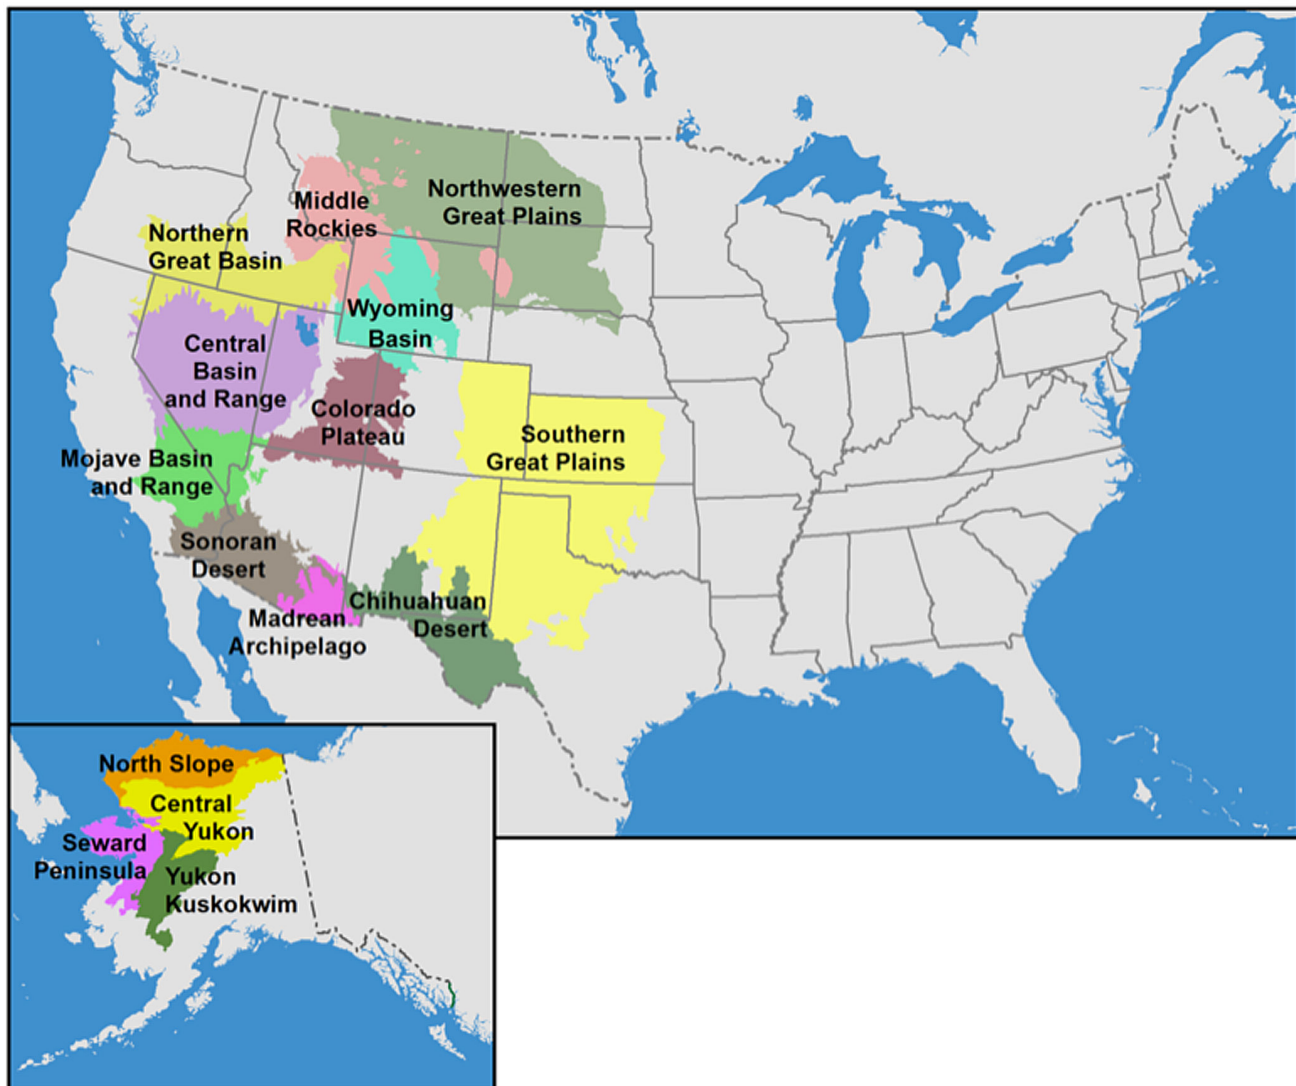 Northwestern
Great Plains
Middle
Rockies
Northern
Great Basin
Wyoming
Basin
Central
Basin
and Range
Colorado
Plateau
Southern
Great Plains
Mojave Basin
and Range
Sonoran
Desert
Madrean
Archipelago
Chihuahuan
Desert
North Slope
Central
Yukon
Seward
Peninsula
Yukon
Kuskokwim